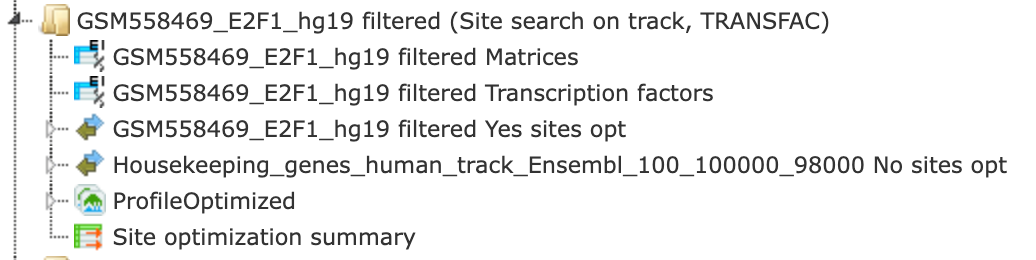 GSM558469_E2F1_hg19 filtered (Site search on track, TRANSFAC)
GSM558469_E2F1_hg19 filtered Matrices
GSM558469_E2F1_hg19 filtered Transcription factors
GSM558469_E2F1_hg19 filtered Yes sites opt
Housekeeping_genes_human_track_Ensembl_100_100000_98000 No sites opt
ProfileOptimized
Site optimization summary